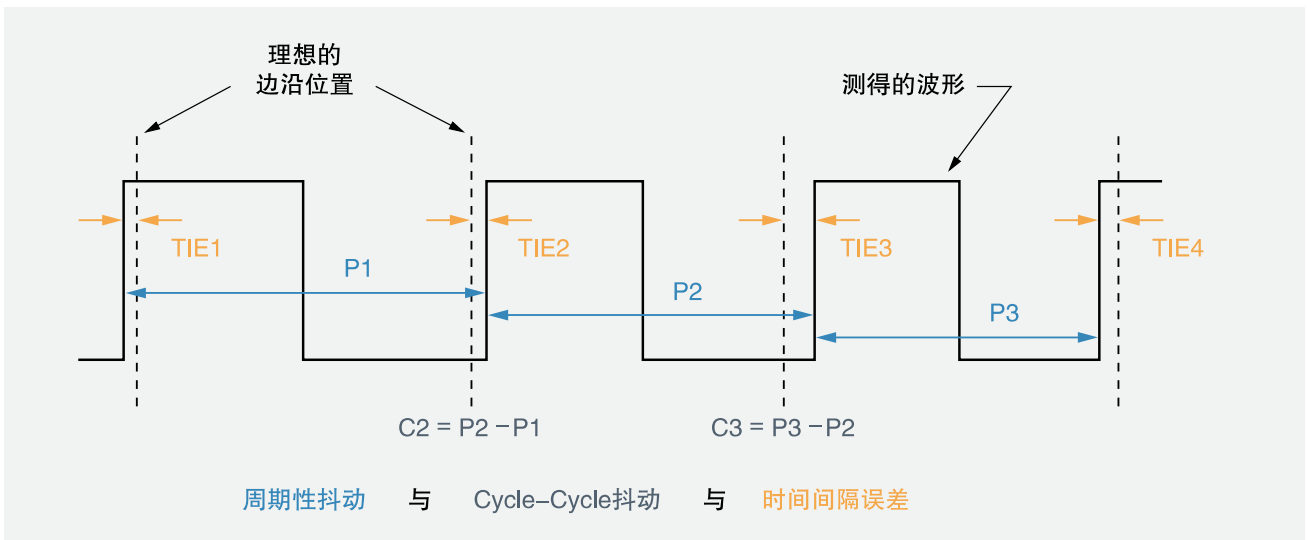 理想的
边沿位置
测得的波形
TIE1
TIE2
TIE3
TIE4
P1
P2
P3
C2 = P2 –P1
C3 = P3 –P2
周期性抖动 与 Cycle–Cycle抖动 与 时间间隔误差